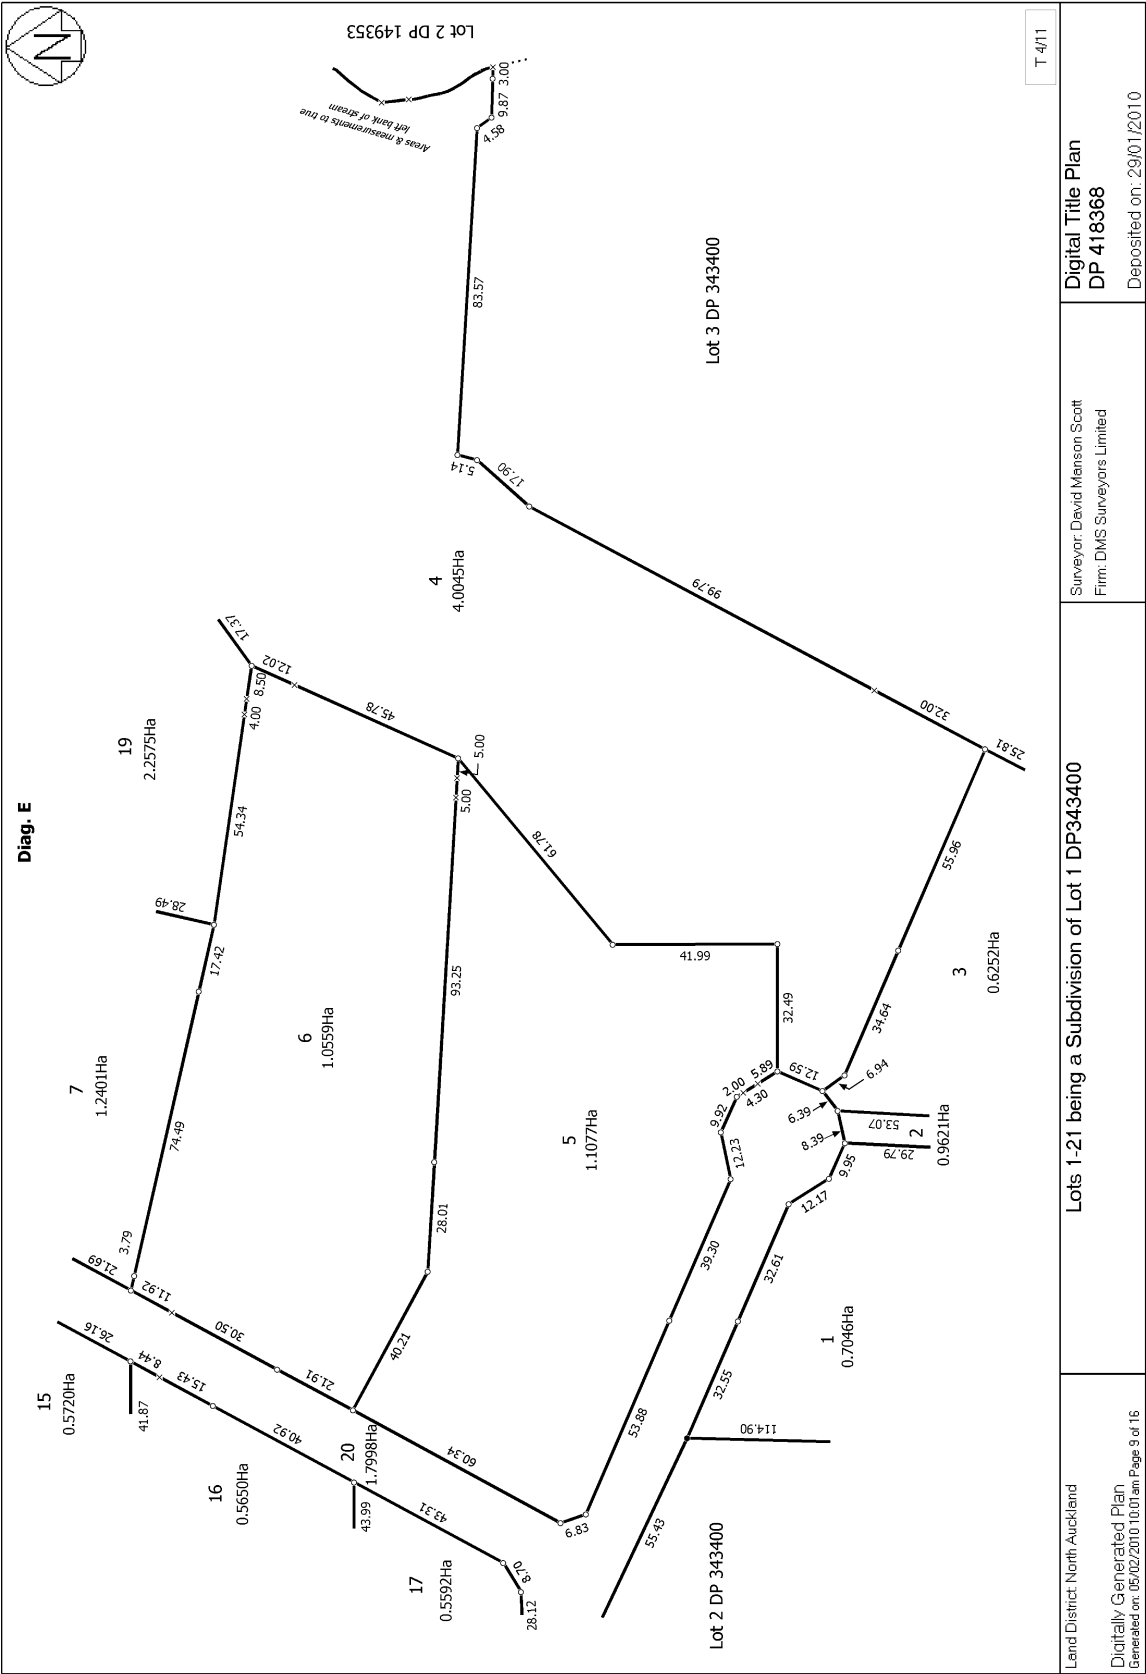 Diag. E
N
Lot 2 DP 149353
Areas & measurements to true
left bank of stream
15
0.5720Ha
16
0.5650Ha
17
0.5592Ha
20
1.7998Ha
7
1.2401Ha
19
2.2575Ha
6
1.0559Ha
5
1.1077Ha
4
4.0045Ha
3
0.6252Ha
2
0.9621Ha
1
0.7046Ha
Lot 2 DP 343400
Lot 3 DP 343400
26.16
8.44
15.43
41.87
40.92
43.99
43.31
8.70
28.12
21.69
11.92
3.79
30.50
21.91
40.21
60.34
6.83
53.88
39.30
12.23
9.92
2.00
4.30
5.89
12.59
32.49
41.99
61.78
74.49
17.42
28.49
54.34
4.00
8.50
17.37
12.02
45.78
5.00
5.00
93.25
28.01
55.43
114.90
32.55
32.61
12.17
9.95
8.39
6.39
29.79
53.07
6.94
34.64
55.96
25.81
32.00
99.79
17.90
5.14
83.57
4.58
9.87
3.00
T 4/11
Land District: North Auckland
Digitally Generated Plan
Generated on: 05/02/2010 10:01am Page 9 of 16
Lots 1-21 being a Subdivision of Lot 1 DP343400
Surveyor: David Manson Scott
Firm: DMS Surveyors Limited
Digital Title Plan
DP 418368
Deposited on: 29/01/2010